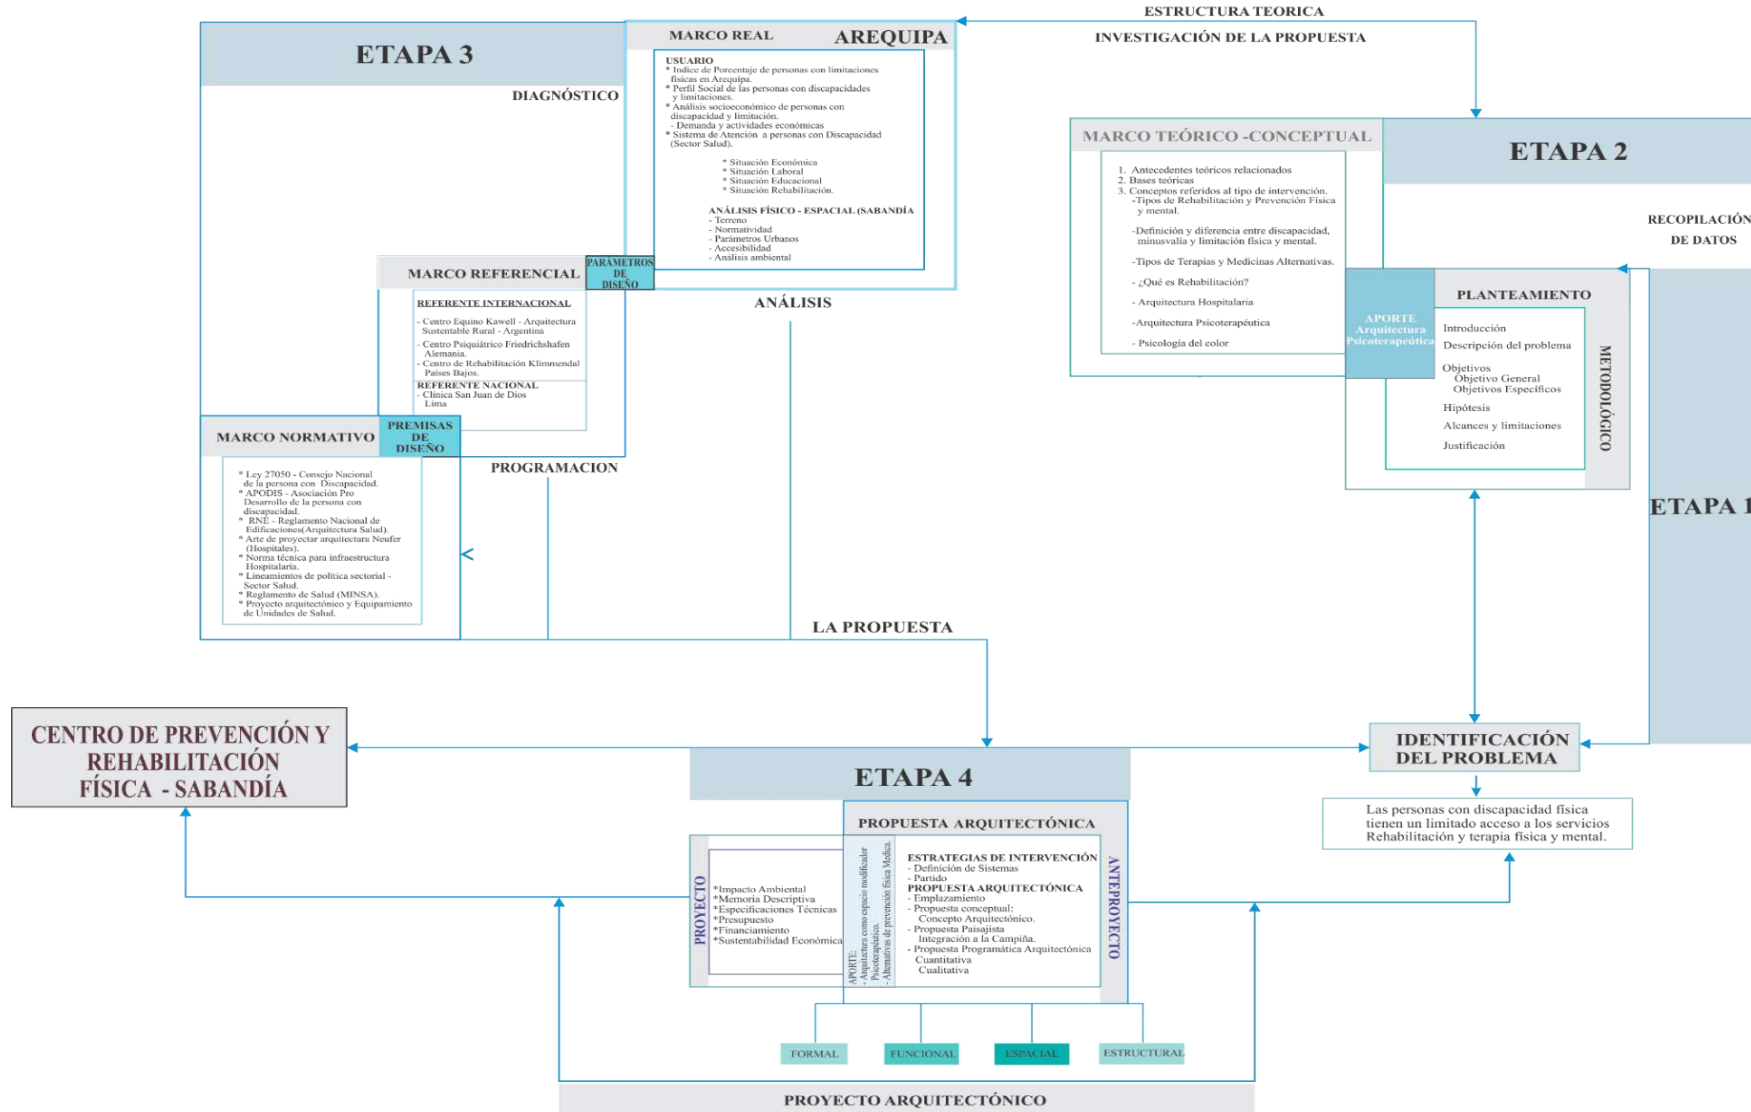 ESTRUCTURA TEORICA
INVESTIGACIÓN DE LA PROPUESTA
ETAPA 3
DIAGNÓSTICO
MARCO REAL
AREQUIPA
USUARIO
* Indice de Porcentaje de personas con limitaciones
físicas en Arequipa.
* Perfil Social de las personas con discapacidades
y limitaciones.
* Análisis socioeconómico de personas con
discapacidad y limitación.
- Demanda y actividades económicas
* Sistema de Atención a personas con Discapacidad
(Sector Salud).
* Situación Económica
* Situación Laboral
* Situación Educacional
* Situación Rehabilitación.
ANÁLISIS FÍSICO - ESPACIAL (SABANDÍA
- Terreno
- Normatividad
- Parámetros Urbanos
- Accesibilidad
- Análisis ambiental
PARÁMETROS
DE
DISEÑO
ANÁLISIS
MARCO REFERENCIAL
REFERENTE INTERNACIONAL
- Centro Equino Kawell - Arquitectura
Sustentable Rural - Argentina
- Centro Psiquiátrico Friedrichshafen
Alemania.
- Centro de Rehabilitación Klimmendal
Países Bajos.
REFERENTE NACIONAL
- Clínica San Juan de Dios
Lima
MARCO NORMATIVO
PREMISAS
DE
DISEÑO
PROGRAMACION
* Ley 27050 - Consejo Nacional
de la persona con Discapacidad.
* APODIS - Asociación Pro
Desarrollo de la persona con
discapacidad.
* RNE - Reglamento Nacional de
Edificaciones(Arquitectura Salud).
* Arte de proyectar arquitectura Neufer
(Hospitales).
* Norma técnica para infraestructura
Hospitalaria.
* Lineamientos de política sectorial -
Sector Salud.
* Reglamento de Salud (MINSA).
* Proyecto arquitectónico y Equipamiento
de Unidades de Salud.
LA PROPUESTA
MARCO TEÓRICO -CONCEPTUAL
ETAPA 2
1. Antecedentes teóricos relacionados
2. Bases teóricas
3. Conceptos referidos al tipo de intervención.
-Tipos de Rehabilitación y Prevención Física
y mental.
-Definición y diferencia entre discapacidad,
minusvalía y limitación física y mental.
-Tipos de Terapias y Medicinas Alternativas.
- ¿Qué es Rehabilitación?
- Arquitectura Hospitalaria
-Arquitectura Psicoterapéutica
- Psicología del color
RECOPILACIÓN
DE DATOS
APORTE
Arquitectura
Psicoterapeútica
PLANTEAMIENTO
METODOLÓGICO
Introducción
Descripción del problema
Objetivos
Objetivo General
Objetivos Específicos
Hipótesis
Alcances y limitaciones
Justificación
ETAPA 1
IDENTIFICACIÓN
DEL PROBLEMA
Las personas con discapacidad física
tienen un limitado acceso a los servicios
Rehabilitación y terapia física y mental.
CENTRO DE PREVENCIÓN Y
REHABILITACIÓN
FÍSICA - SABANDÍA
ETAPA 4
PROPUESTA ARQUITECTÓNICA
PROYECTO
*Impacto Ambiental
*Memoria Descriptiva
*Especificaciones Técnicas
*Presupuesto
*Financiamiento
*Sustentabilidad Económica
APORTE:
- Arquitectura como espacio modificador
Psicoterapéutico.
- Alternativas de prevención física Medica.
ESTRATEGIAS DE INTERVENCIÓN
- Definición de Sistemas
- Partido
PROPUESTA ARQUITECTÓNICA
- Emplazamiento
- Propuesta conceptual:
Concepto Arquitectónico.
- Propuesta Paisajista
Integración a la Campiña.
- Propuesta Programática Arquitectónica
Cuantitativa
Cualitativa
ANTEPROYECTO
FORMAL
FUNCIONAL
ESPACIAL
ESTRUCTURAL
PROYECTO ARQUITECTÓNICO